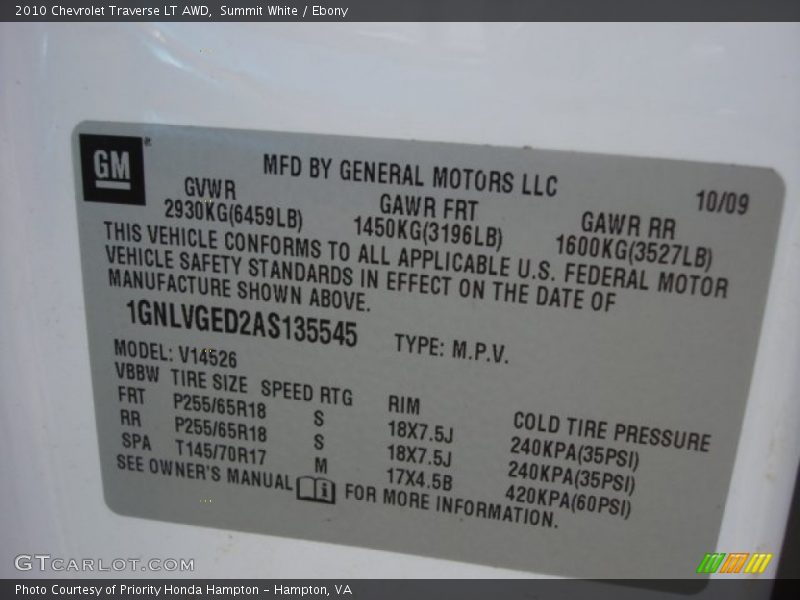 2010 Chevrolet Traverse LT AWD, Summit White / Ebony
GM
MFD BY GENERAL MOTORS LLC 10/09
GVWR GAWR FRT GAWR RR
2930KG(6459LB) 1450KG(3196LB) 1600KG(3527LB)
THIS VEHICLE CONFORMS TO ALL APPLICABLE U.S. FEDERAL MOTOR
VEHICLE SAFETY STANDARDS IN EFFECT ON THE DATE OF
MANUFACTURE SHOWN ABOVE.
1GNLVGED2AS135545 TYPE: M.P.V.
MODEL: V14526
VBBW TIRE SIZE SPEED RTG RIM COLD TIRE PRESSURE
FRT P255/65R18 S 18X7.5J 240KPA(35PSI)
RR P255/65R18 S 18X7.5J 240KPA(35PSI)
SPA T145/70R17 M 17X4.5B 420KPA(60PSI)
SEE OWNER'S MANUAL FOR MORE INFORMATION.
GTCARLOT.COM
Photo Courtesy of Priority Honda Hampton - Hampton, VA